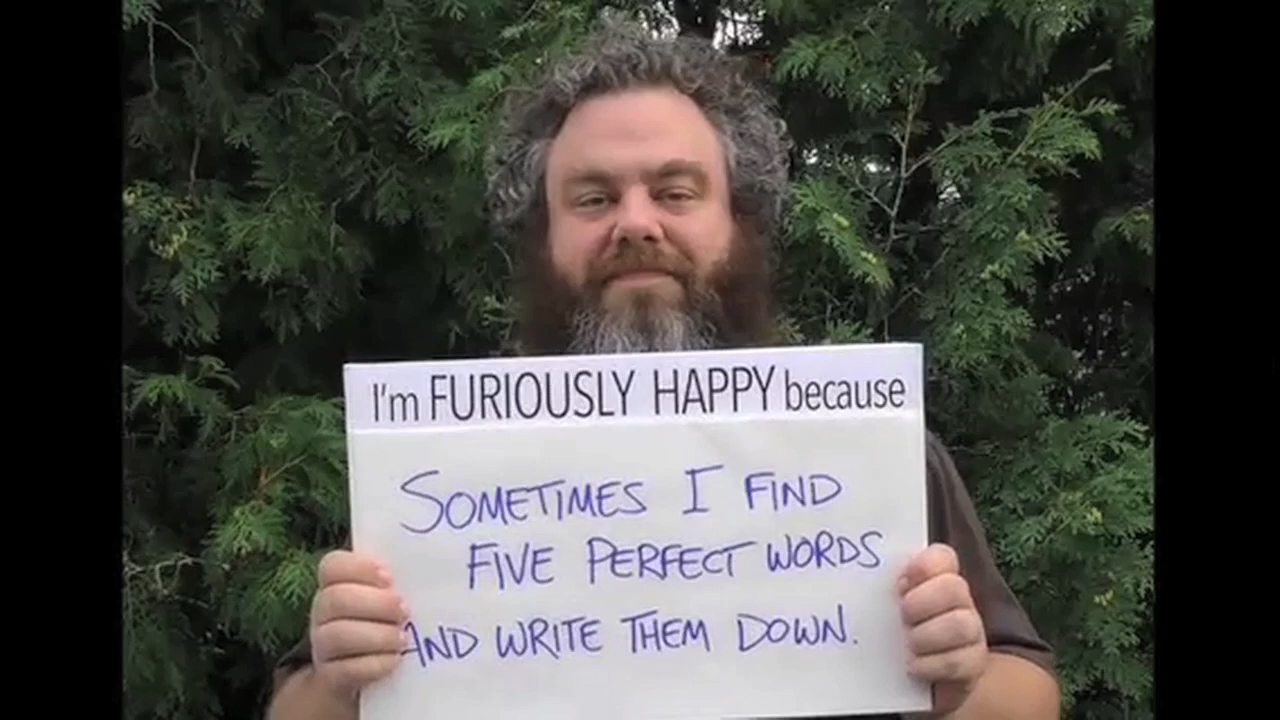 I'm FURIOUSLY HAPPY because
SOMETIMES I FIND
FIVE PERFECT WORDS
AND WRITE THEM DOWN.